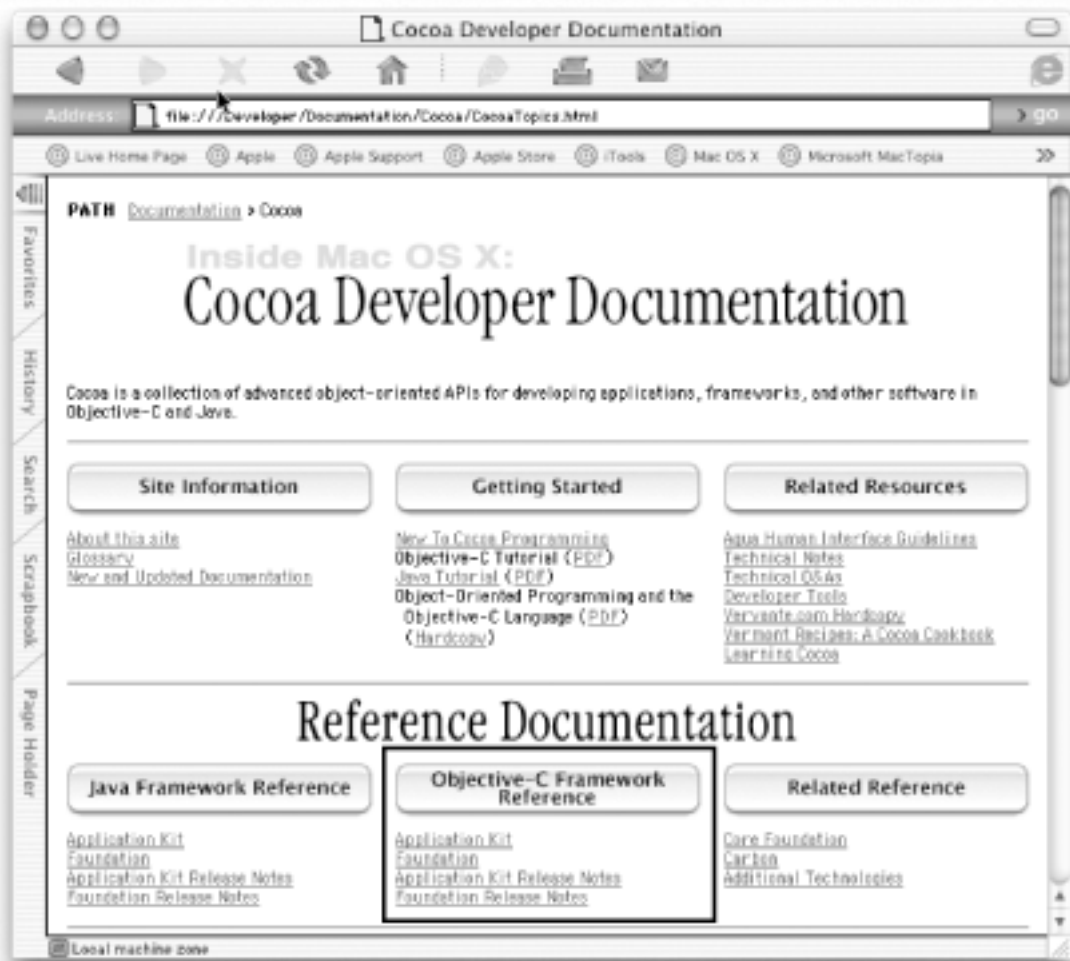 Cocoa Developer Documentation
Address: file:///Developer/Documentation/Cocoa/CocoaTopics.html
go
Live Home Page Apple Apple Support Apple Store iTools Mac OS X Microsoft MacTopia
Favorites
History
Search
Scrapbook
Page Holder
PATH Documentation > Cocoa
Inside Mac OS X:
Cocoa Developer Documentation
Cocoa is a collection of advanced object-oriented APIs for developing applications, frameworks, and other software in
Objective-C and Java.
Site Information
About this site
Glossary
New and Updated Documentation
Getting Started
New To Cocoa Programming
Objective-C Tutorial (PDF)
Java Tutorial (PDF)
Object-Oriented Programming and the
Objective-C Language (PDF)
(Hardcopy)
Related Resources
Aqua Human Interface Guidelines
Technical Notes
Technical Q&As
Developer Tools
Vervante.com Hardcopy
Vermont Recipes: A Cocoa Cookbook
Learning Cocoa
Reference Documentation
Java Framework Reference
Application Kit
Foundation
Application Kit Release Notes
Foundation Release Notes
Objective-C Framework
Reference
Application Kit
Foundation
Application Kit Release Notes
Foundation Release Notes
Related Reference
Core Foundation
Carbon
Additional Technologies
Local machine zone